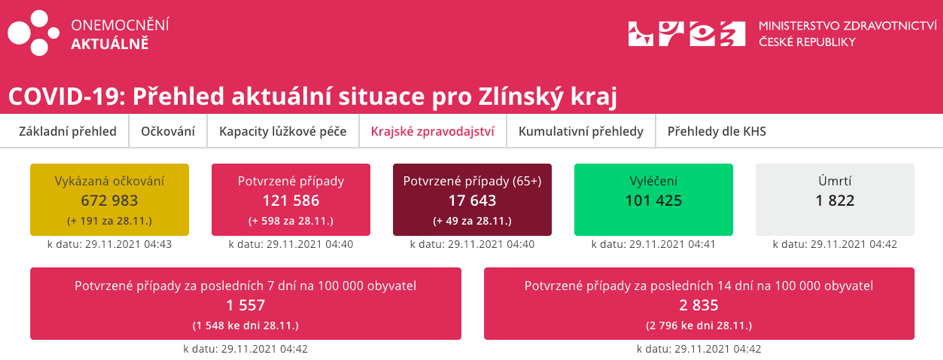 ONEMOCNĚNÍ
AKTUÁLNĚ
MINISTERSTVO ZDRAVOTNICTVÍ
ČESKÉ REPUBLIKY
COVID-19: Přehled aktuální situace pro Zlínský kraj
Základní přehled Očkování Kapacity lůžkové péče Krajské zpravodajství Kumulativní přehledy Přehledy dle KHS
Vykázaná očkování
672 983
(+ 191 za 28.11.)
k datu: 29.11.2021 04:43
Potvrzené případy
121 586
(+ 598 za 28.11.)
k datu: 29.11.2021 04:40
Potvrzené případy (65+)
17 643
(+ 49 za 28.11.)
k datu: 29.11.2021 04:40
Vyléčení
101 425
k datu: 29.11.2021 04:41
Úmrtí
1 822
k datu: 29.11.2021 04:42
Potvrzené případy za posledních 7 dní na 100 000 obyvatel
1 557
(1 548 ke dni 28.11.)
k datu: 29.11.2021 04:42
Potvrzené případy za posledních 14 dní na 100 000 obyvatel
2 835
(2 796 ke dni 28.11.)
k datu: 29.11.2021 04:42